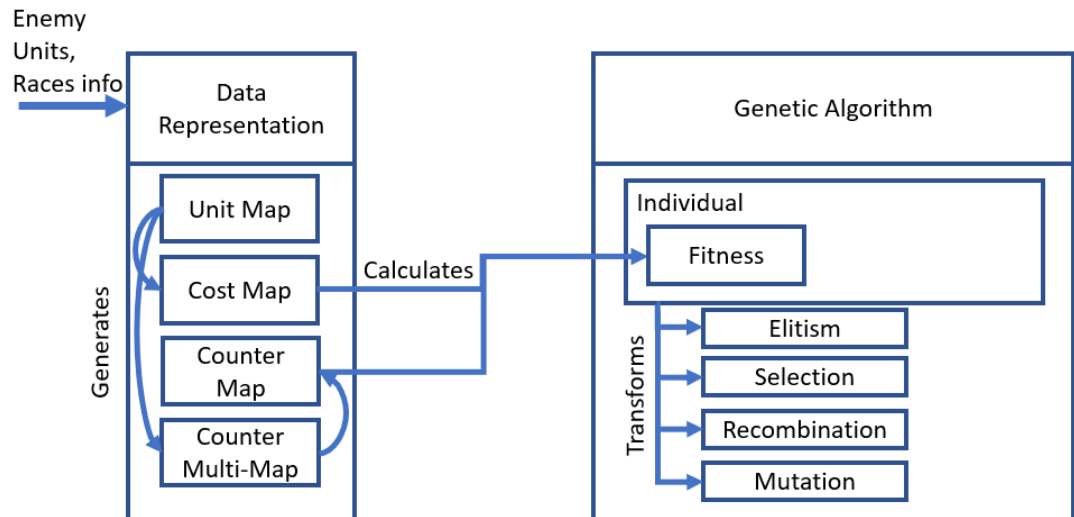 Enemy
Units,
Races info
Data
Representation
Generates
Unit Map
Cost Map
Counter
Map
Counter
Multi-Map
Calculates
Genetic Algorithm
Individual
Fitness
Transforms
Elitism
Selection
Recombination
Mutation